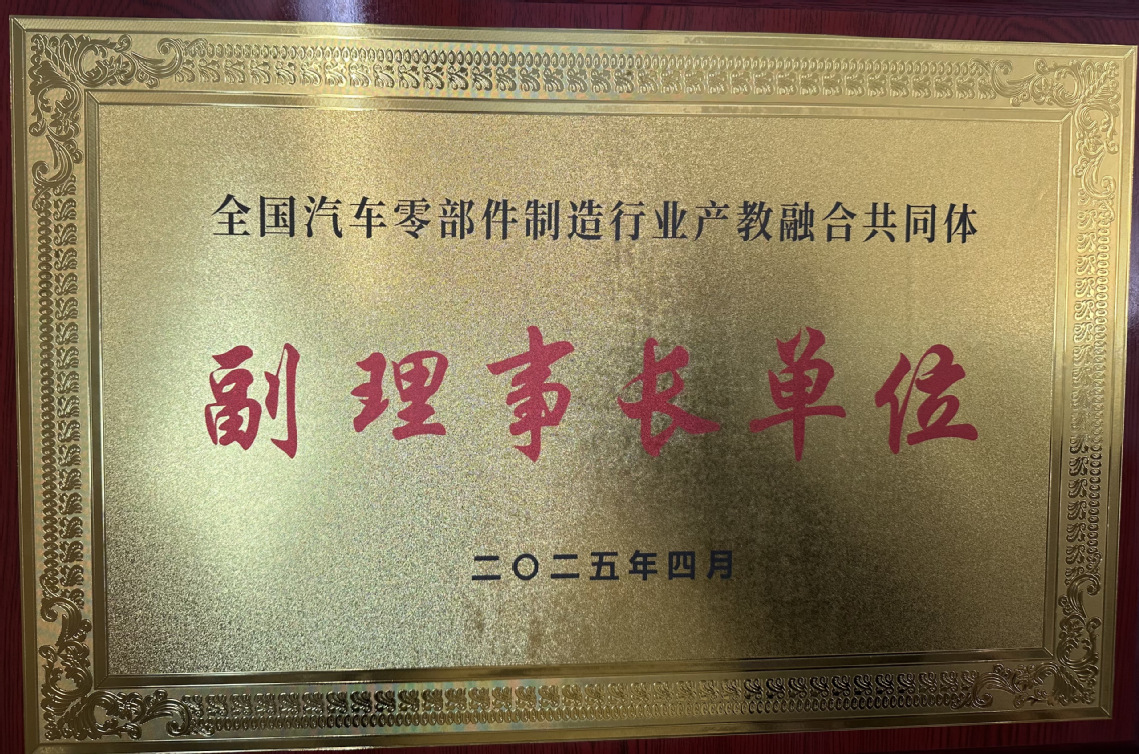 全国汽车零部件制造行业产教融合共同体
副理事长单位
二〇二五年四月